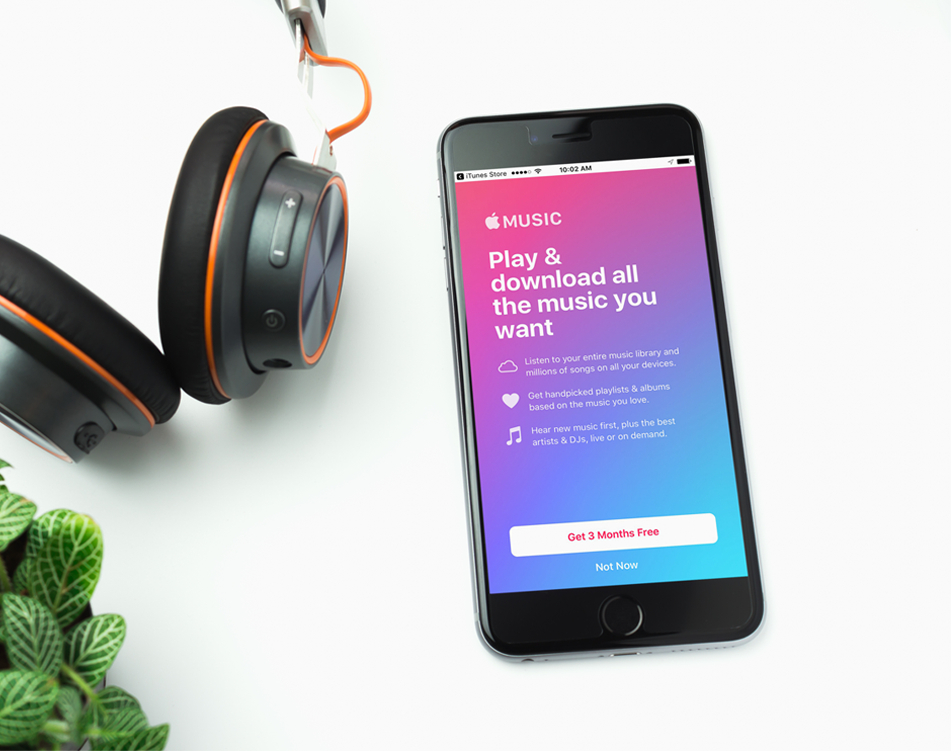 iTunes Store 10:02 AM
MUSIC
Play &
download all
the music you
want
Listen to your entire music library and
millions of songs on all your devices.
Get handpicked playlists & albums
based on the music you love.
Hear new music first, plus the best
artists & DJs, live or on demand.
Get 3 Months Free
Not Now